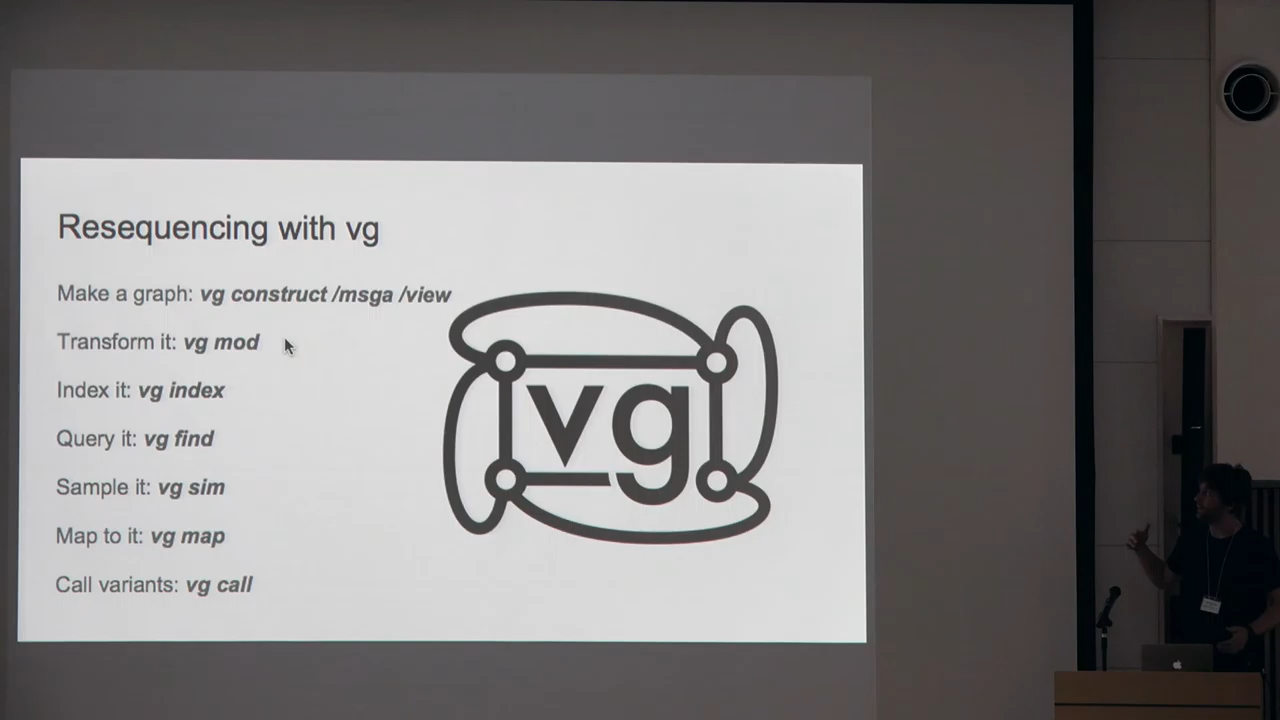 Resequencing with vg
Make a graph: vg construct /msga /view
Transform it: vg mod
Index it: vg index
Query it: vg find
Sample it: vg sim
Map to it: vg map
Call variants: vg call
vg